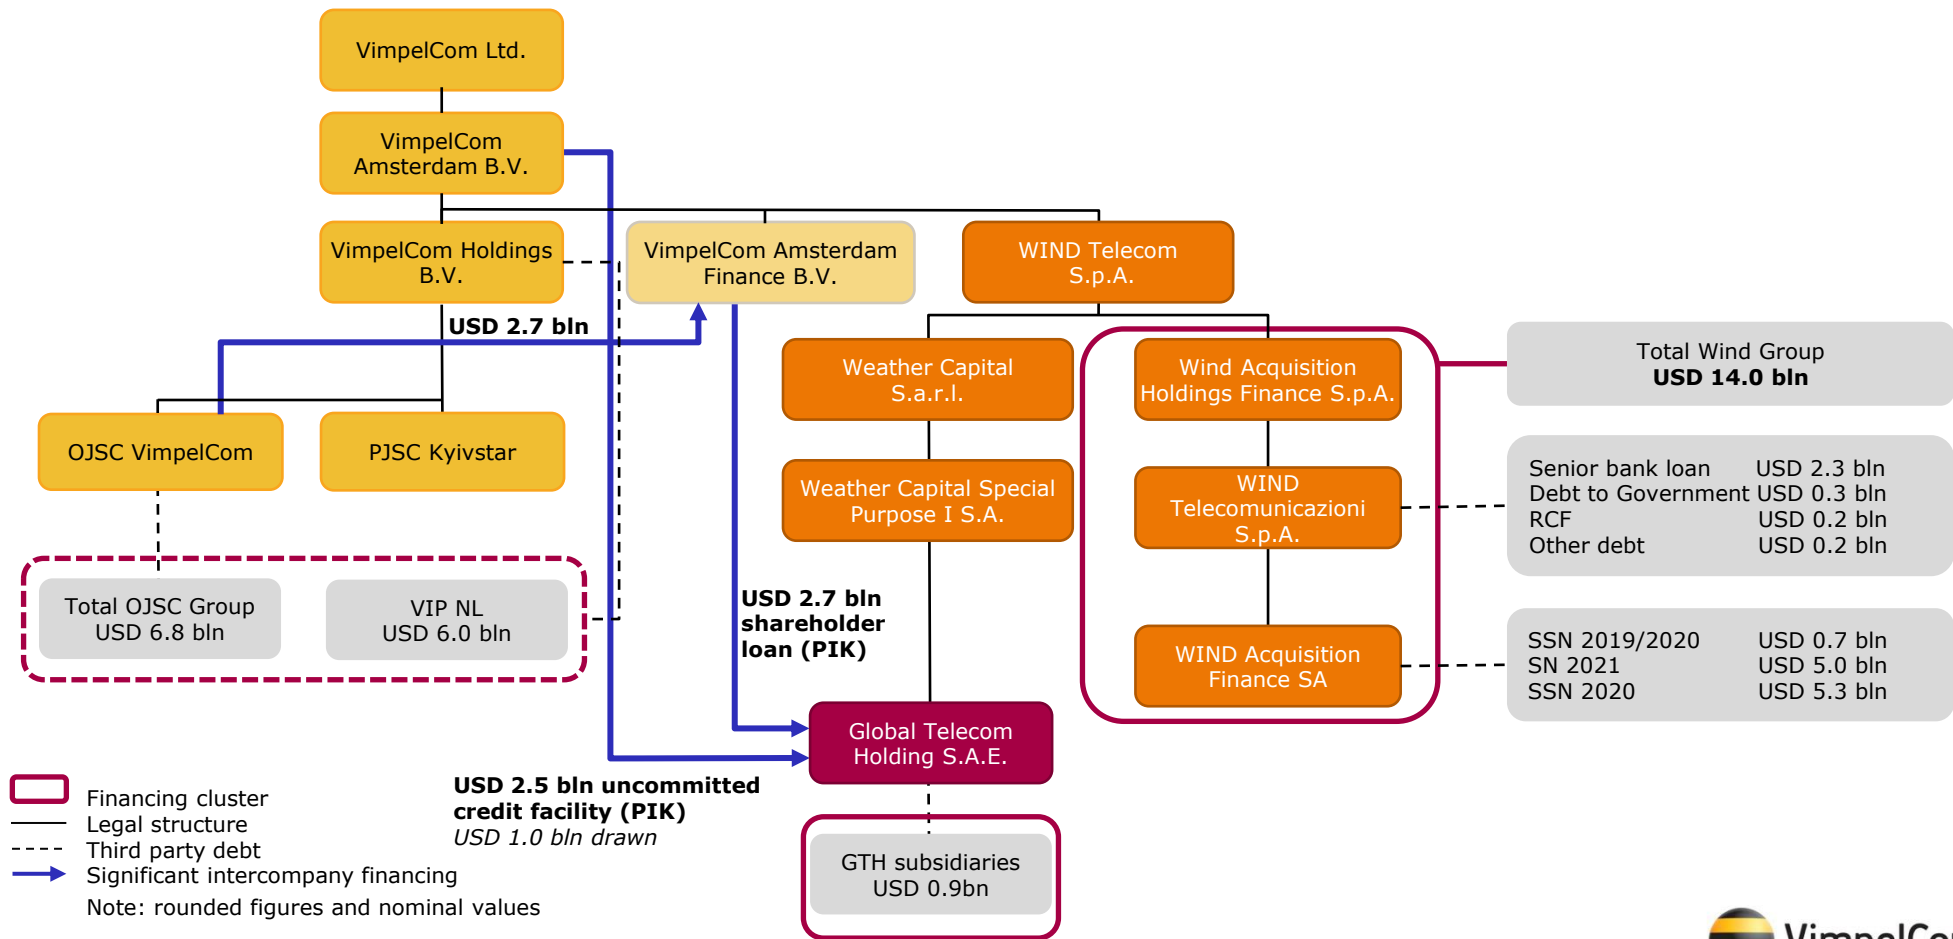 VimpelCom Ltd.
VimpelCom
Amsterdam B.V.
VimpelCom Holdings
B.V.
VimpelCom Amsterdam
Finance B.V.
WIND Telecom
S.p.A.
USD 2.7 bln
Weather Capital
S.a.r.l.
Wind Acquisition
Holdings Finance S.p.A.
Total Wind Group
USD 14.0 bln
OJSC VimpelCom
PJSC Kyivstar
Weather Capital Special
Purpose I S.A.
WIND
Telecomunicazioni
S.p.A.
Senior bank loan USD 2.3 bln
Debt to Government USD 0.3 bln
RCF USD 0.2 bln
Other debt USD 0.2 bln
Total OJSC Group
USD 6.8 bln
VIP NL
USD 6.0 bln
USD 2.7 bln
shareholder
loan (PIK)
WIND Acquisition
Finance SA
SSN 2019/2020 USD 0.7 bln
SN 2021 USD 5.0 bln
SSN 2020 USD 5.3 bln
Global Telecom
Holding S.A.E.
USD 2.5 bln uncommitted
credit facility (PIK)
USD 1.0 bln drawn
GTH subsidiaries
USD 0.9bn
Financing cluster
Legal structure
Third party debt
Significant intercompany financing
Note: rounded figures and nominal values
VimpelCo